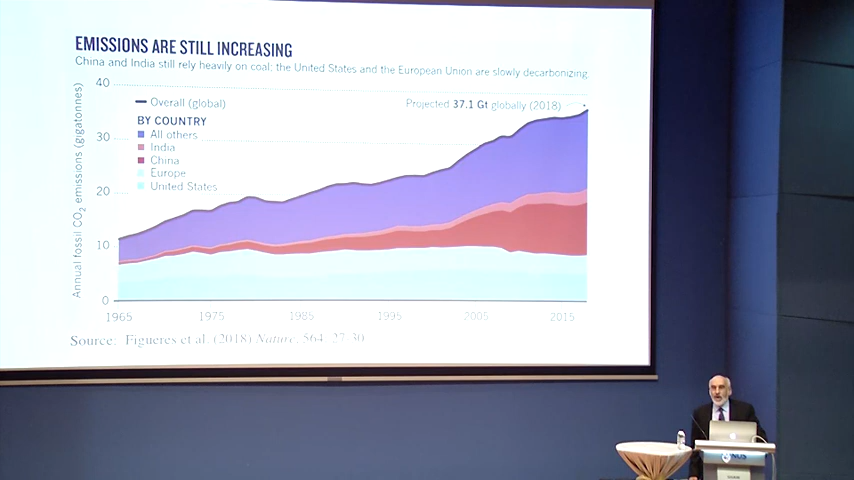 EMISSIONS ARE STILL INCREASING
China and India still rely heavily on coal; the United States and the European Union are slowly decarbonizing.
40
Overall (global)
Projected 37.1 Gt globally (2018)
BY COUNTRY
All others
30
India
China
Europe
20
United States
10
0
Annual fossil CO2 emissions (gigatonnes)
1965
1975
1985
1995
2005
2015
Source: Figueres et al. (2018) Nature, 564, 27-30
NUS